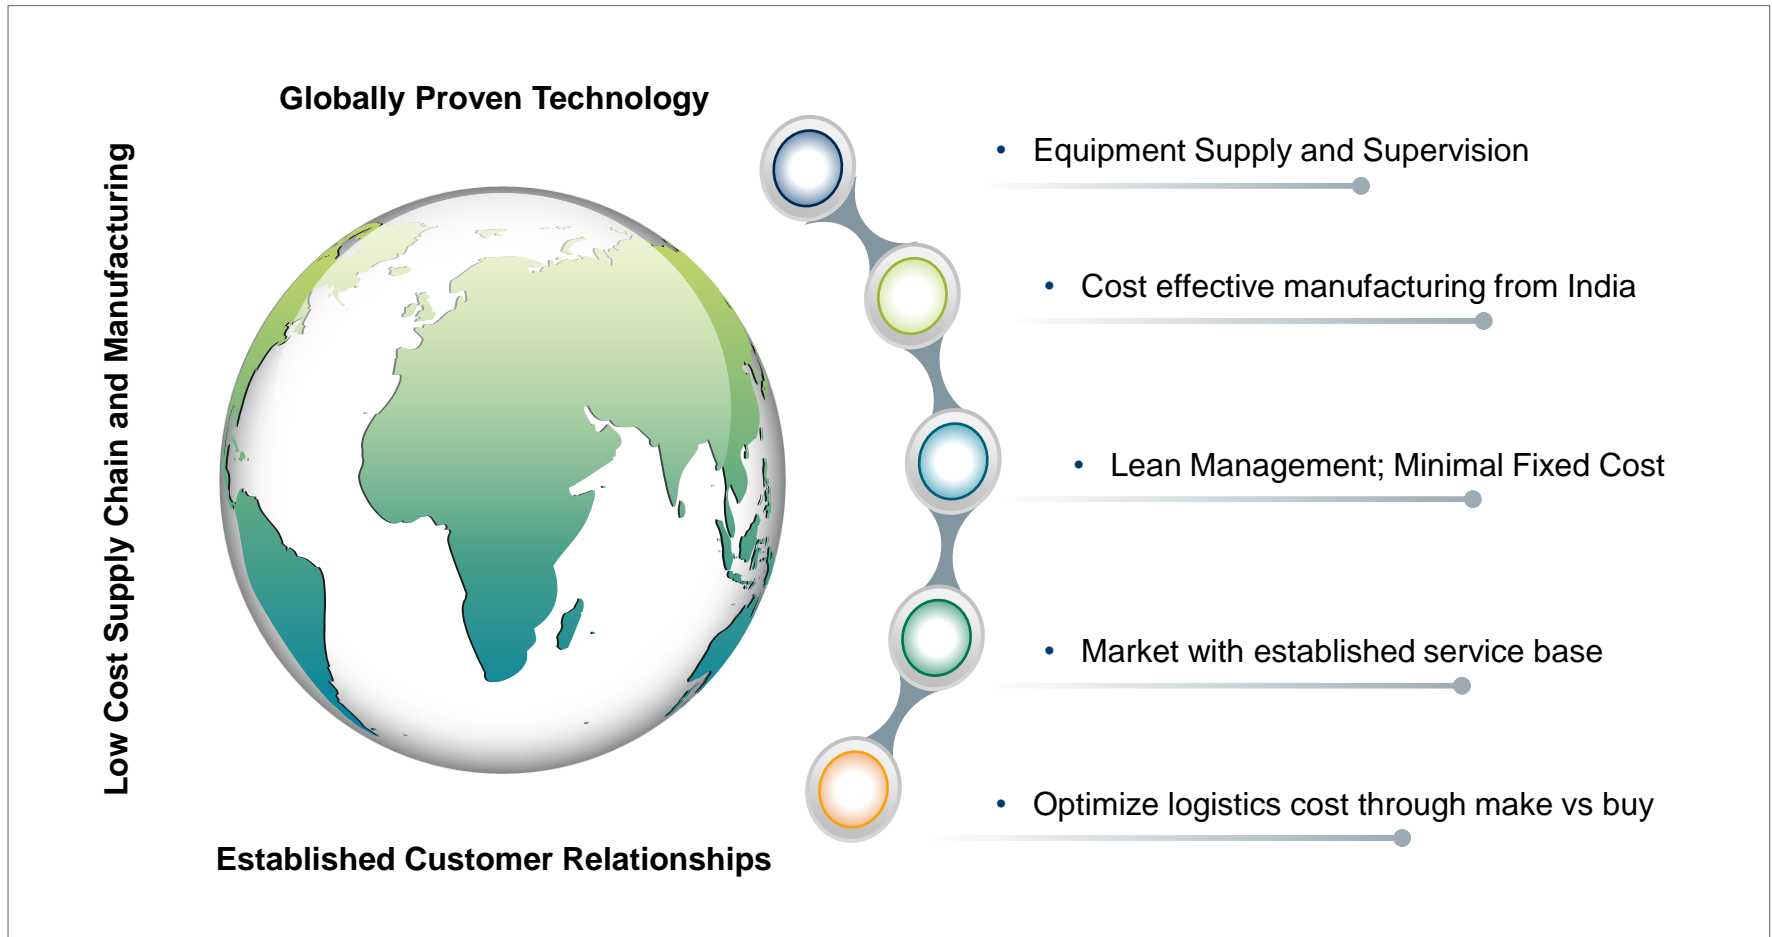 Globally Proven Technology
Low Cost Supply Chain and Manufacturing
• Equipment Supply and Supervision
• Cost effective manufacturing from India
• Lean Management; Minimal Fixed Cost
• Market with established service base
• Optimize logistics cost through make vs buy
Established Customer Relationships